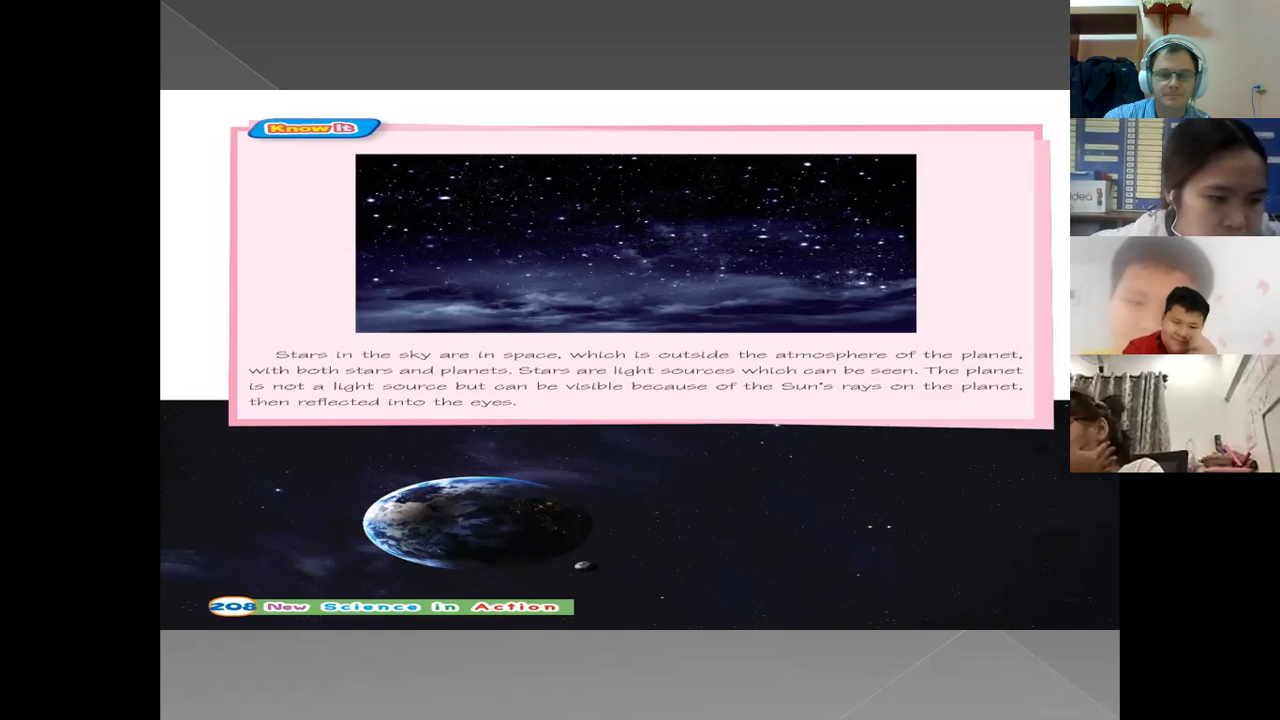 Know It
Stars in the sky are in space, which is outside the atmosphere of the planet,
with both stars and planets. Stars are light sources which can be seen. The planet
is not a light source but can be visible because of the Sun's rays on the planet,
then reflected into the eyes.
208 New Science in Action
idea